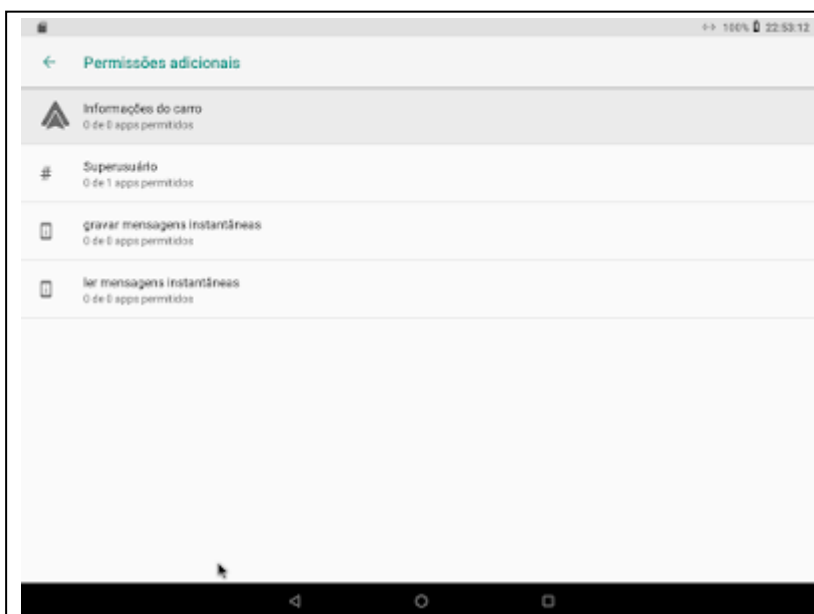 100% 22:53:12
Permissões adicionais
Informações do carro
0 de 0 apps permitidos
#
Superusuário
0 de 1 apps permitidos
gravar mensagens instantâneas
0 de 0 apps permitidos
ler mensagens instantâneas
0 de 0 apps permitidos